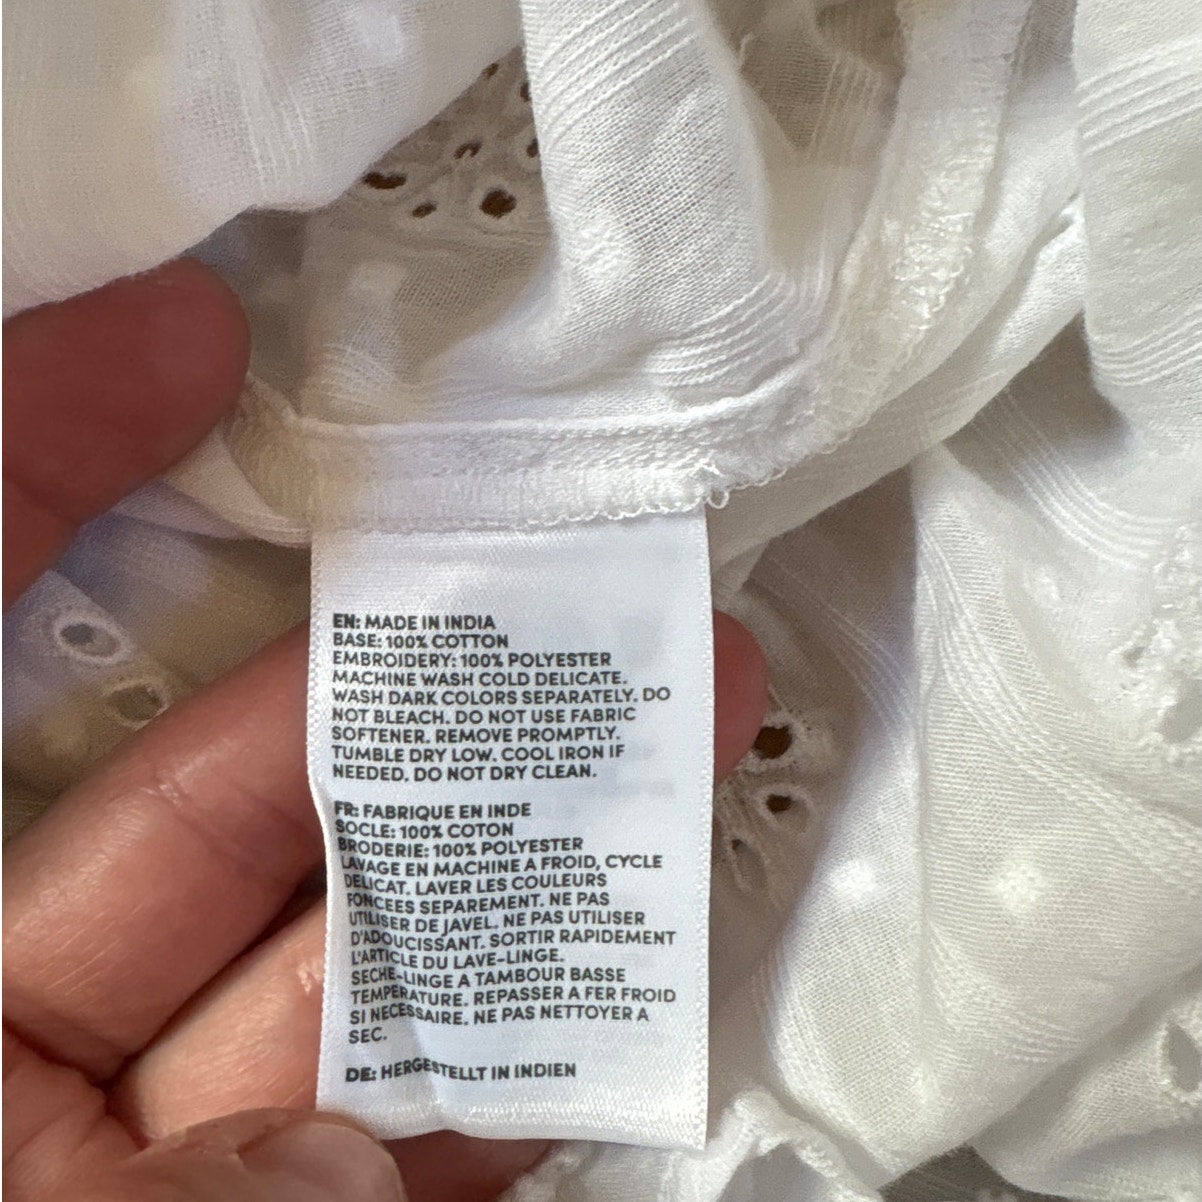 EN: MADE IN INDIA
BASE: 100% COTTON
EMBROIDERY: 100% POLYESTER
MACHINE WASH COLD DELICATE.
WASH DARK COLORS SEPARATELY. DO
NOT BLEACH. DO NOT USE FABRIC
SOFTENER. REMOVE PROMPTLY.
TUMBLE DRY LOW. COOL IRON IF
NEEDED. DO NOT DRY CLEAN.
FR: FABRIQUE EN INDE
SOCLE: 100% COTON
BRODERIE: 100% POLYESTER
LAVAGE EN MACHINE A FROID, CYCLE
DELICAT. LAVER LES COULEURS
FONCEES SEPAREMENT. NE PAS
UTILISER DE JAVEL. NE PAS UTILISER
D'ADOUCISSANT. SORTIR RAPIDEMENT
L'ARTICLE DU LAVE-LINGE.
SECHE-LINGE A TAMBOUR BASSE
TEMPERATURE. REPASSER A FER FROID
SI NECESSAIRE. NE PAS NETTOYER A
SEC.
DE: HERGESTELLT IN INDIEN